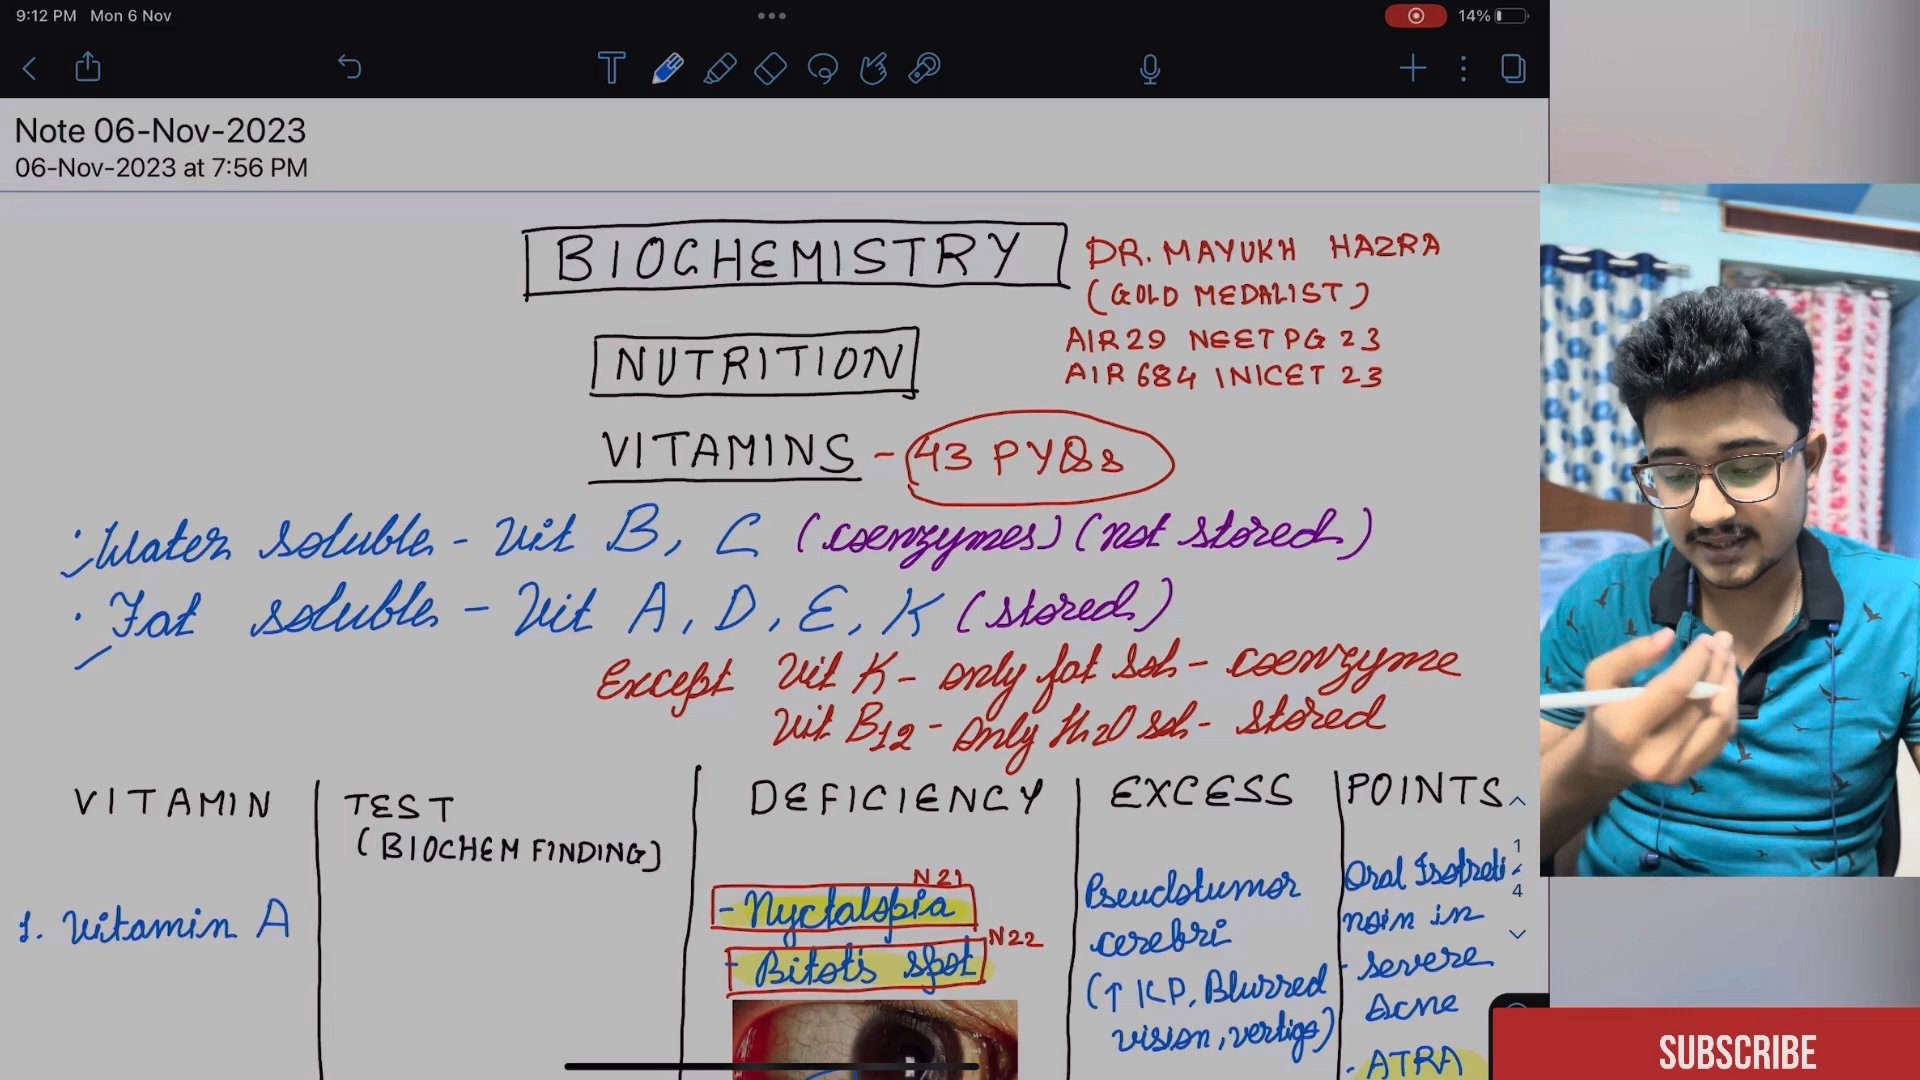 9:12 PM Mon 6 Nov
14%
Note 06-Nov-2023
06-Nov-2023 at 7:56 PM
BIOCHEMISTRY
DR. MAYUKH HAZRA
(GOLD MEDALIST)
AIR 29 NEET PG 23
AIR 684 INICET 23
NUTRITION
VITAMINS - 43 PYQs
· Water soluble - Vit B, C (coenzymes) (not stored)
· Fat soluble - Vit A, D, E, K (stored)
Except Vit K - only fat sol - coenzyme
Vit B12 - only H2O sol - stored
VITAMIN
TEST
(BIOCHEM FINDING)
DEFICIENCY
EXCESS
POINTS
1. Vitamin A
N21
- Nyctalopia
N22
- Bitot's spot
Pseudotumor
cerebri
(↑ICP, Blurred
vision, vertigo)
Oral Isotreti-
noin in
severe
Acne
- ATRA
1
4
SUBSCRIBE